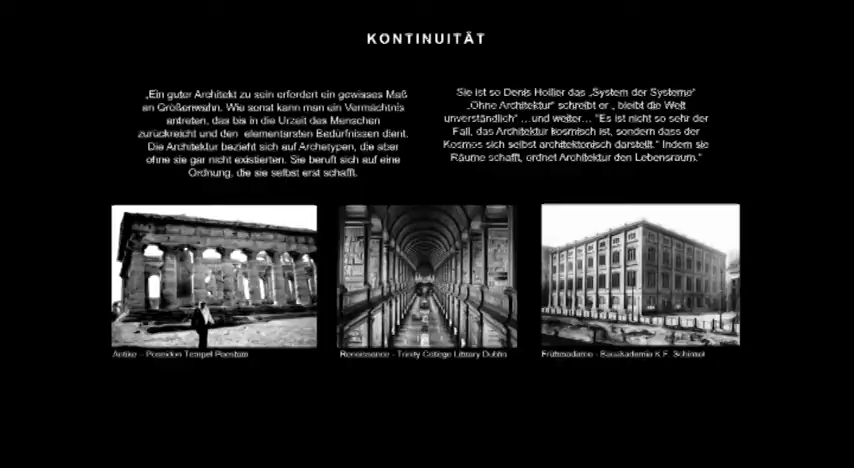 KONTINUITÄT
„Ein guter Architekt zu sein erfordert ein gewisses Maß
an Größenwahn. Wie sonst kann man ein Vermächtnis
antreten, das bis in die Urzeit des Menschen
zurückreicht und den elementarsten Bedürfnissen dient.
Die Architektur bezieht sich auf Archetypen, die aber
ohne sie gar nicht existierten. Sie beruft sich auf eine
Ordnung, die sie selbst erst schafft.
Sie ist so Denis Hollier das „System der Systeme"
„Ohne Architektur" schreibt er „ bleibt die Welt
unverständlich" ...und weiter... "Es ist nicht so sehr der
Fall, das Architektur kosmisch ist, sondern dass der
Kosmos sich selbst architektonisch darstellt." Indem sie
Räume schafft, ordnet Architektur den Lebensraum."
Antike – Poseidon Tempel Paestum
Renaissance - Trinity College Library Dublin
Frühmoderne - Bauakademie K.F. Schinkel